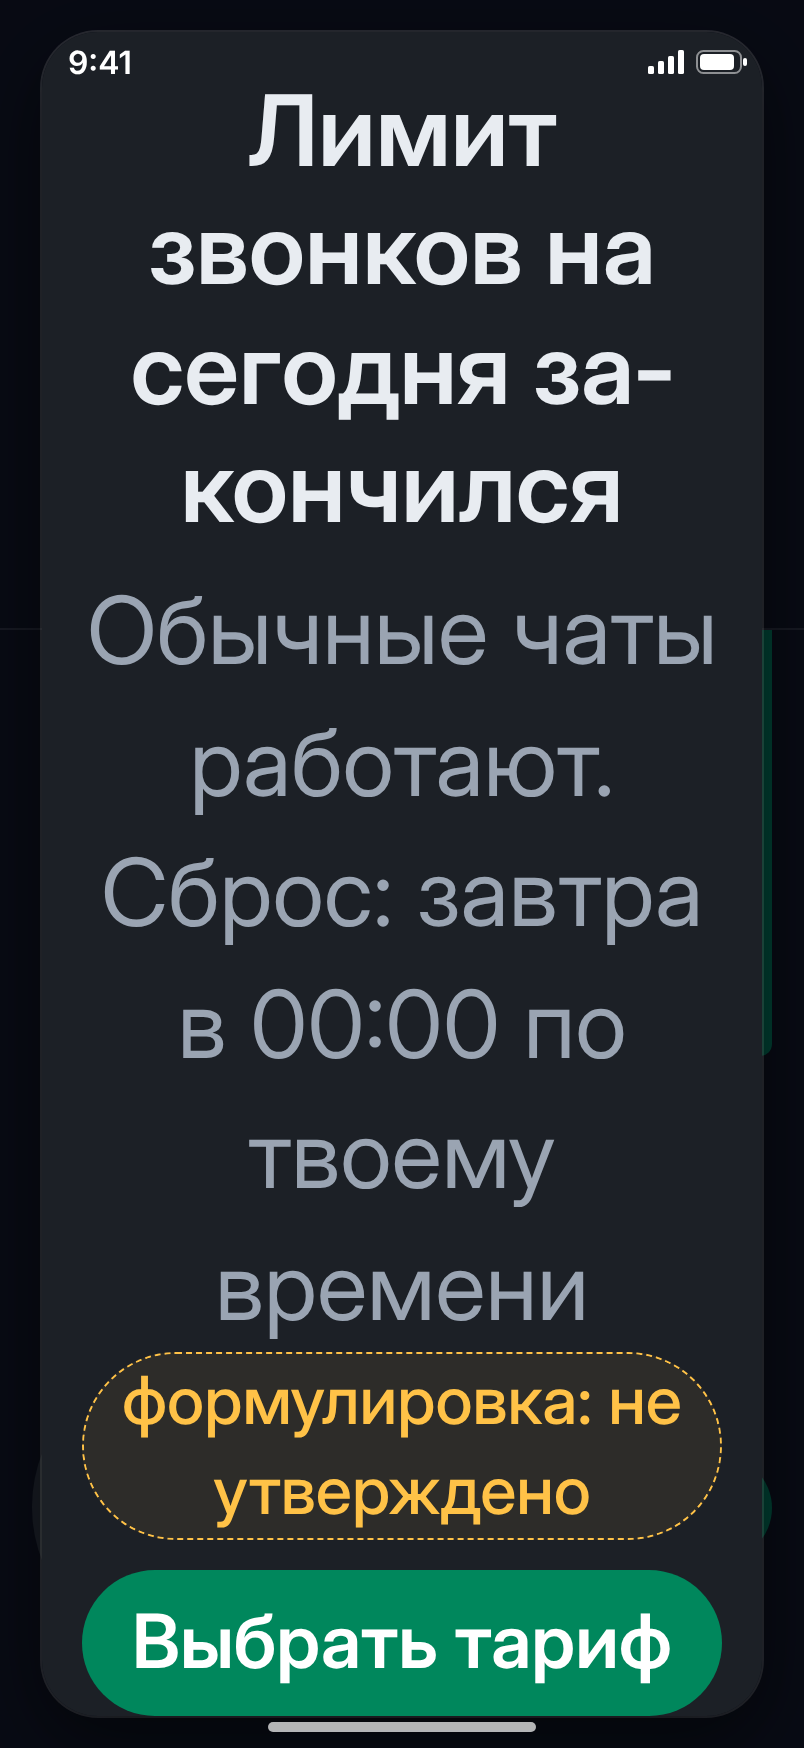 9:41
Лимит
звонков на
сегодня за-
кончился
Обычные чаты
работают.
Сброс: завтра
в 00:00 по
твоему
времени
формулировка: не
утверждено
Выбрать тариф